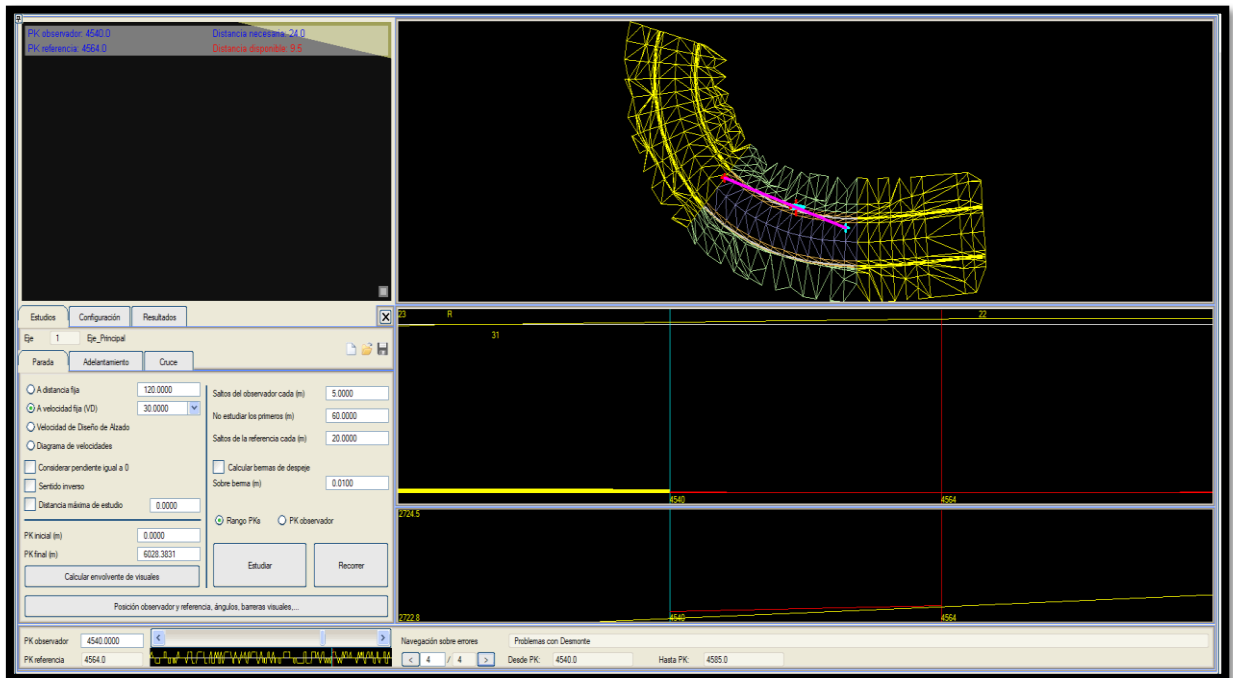 PK observador: 4540.0 Distancia necesaria: 24.0
PK referencia: 4564.0 Distancia disponible: 9.5
Estudios Configuración Resultados X
Eje 1 Eje_Principal
Parada Adelantamiento Cruce
A distancia fija 120.0000
A velocidad fija (VD) 30.0000
Velocidad de Diseño de Alzado
Diagrama de velocidades
Considerar pendiente igual a 0
Sentido inverso
Distancia máxima de estudio 0.0000
PK inicial (m) 0.0000
PK final (m) 6028.3831
Calcular envolvente de visuales
Saltos del observador cada (m) 5.0000
No estudiar los primeros (m) 60.0000
Saltos de la referencia cada (m) 20.0000
Calcular bermas de despeje
Sobre berma (m) 0.0100
Rango PKs PK observador
Estudiar Recorrer
Posición observador y referencia, ángulos, barreras visuales,...
PK observador 4540.0000
PK referencia 4564.0
23 R 22
31
4540 4564
2724.5
2722.8 4540 4564
Navegación sobre errores Problemas con Desmonte
< 4 / 4 > Desde PK: 4540.0 Hasta PK: 4585.0